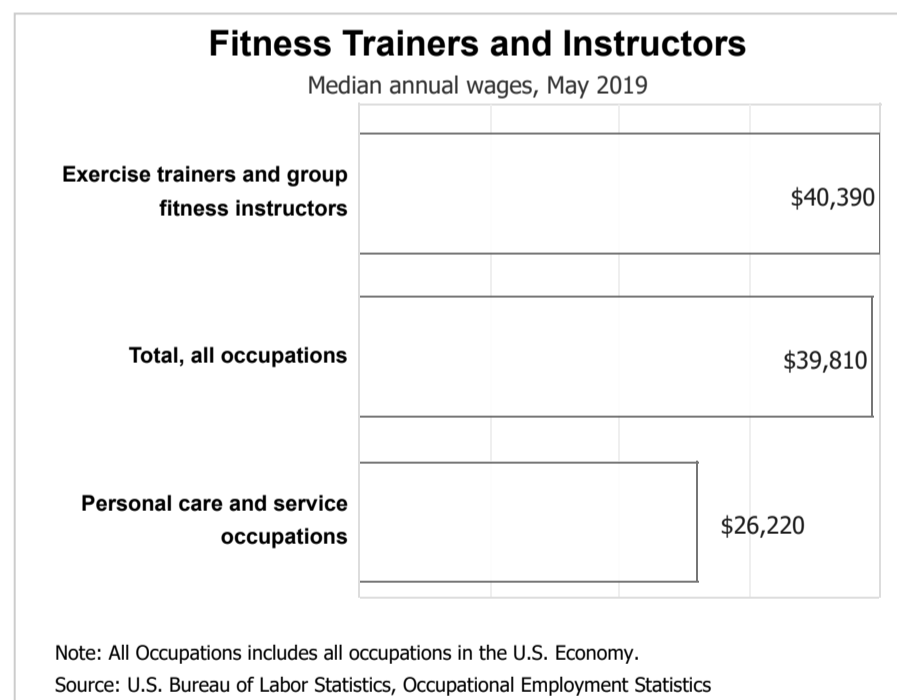 Fitness Trainers and Instructors
Median annual wages, May 2019
Exercise trainers and group
fitness instructors
$40,390
Total, all occupations
$39,810
Personal care and service
occupations
$26,220
Note: All Occupations includes all occupations in the U.S. Economy.
Source: U.S. Bureau of Labor Statistics, Occupational Employment Statistics